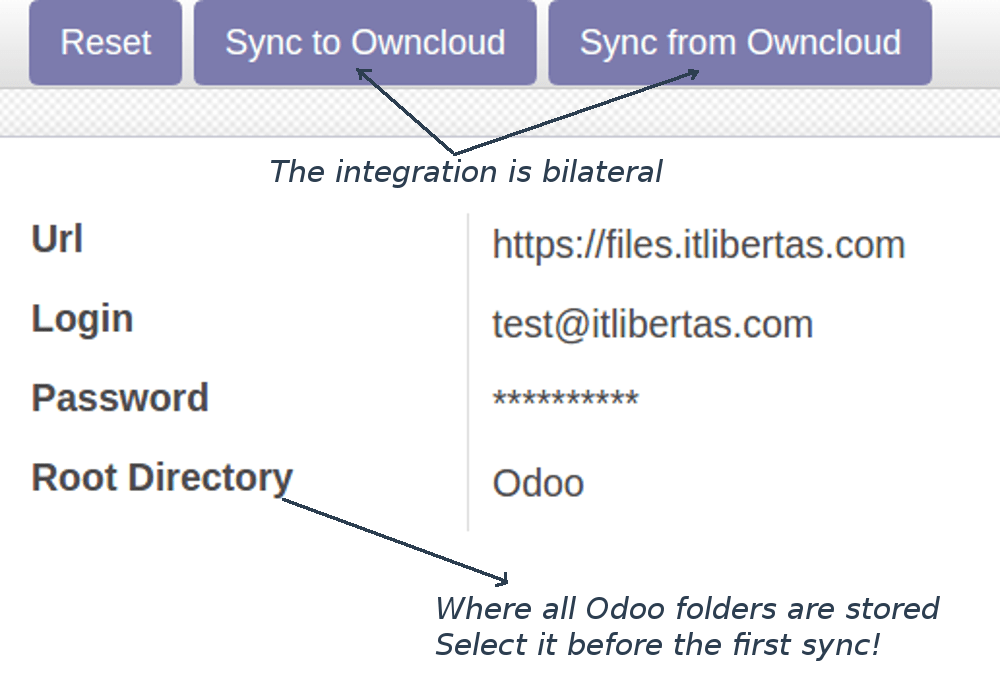 Reset Sync to Owncloud Sync from Owncloud
The integration is bilateral
Url https://files.itlibertas.com
Login test@itlibertas.com
Password **********
Root Directory Odoo
Where all Odoo folders are stored
Select it before the first sync!